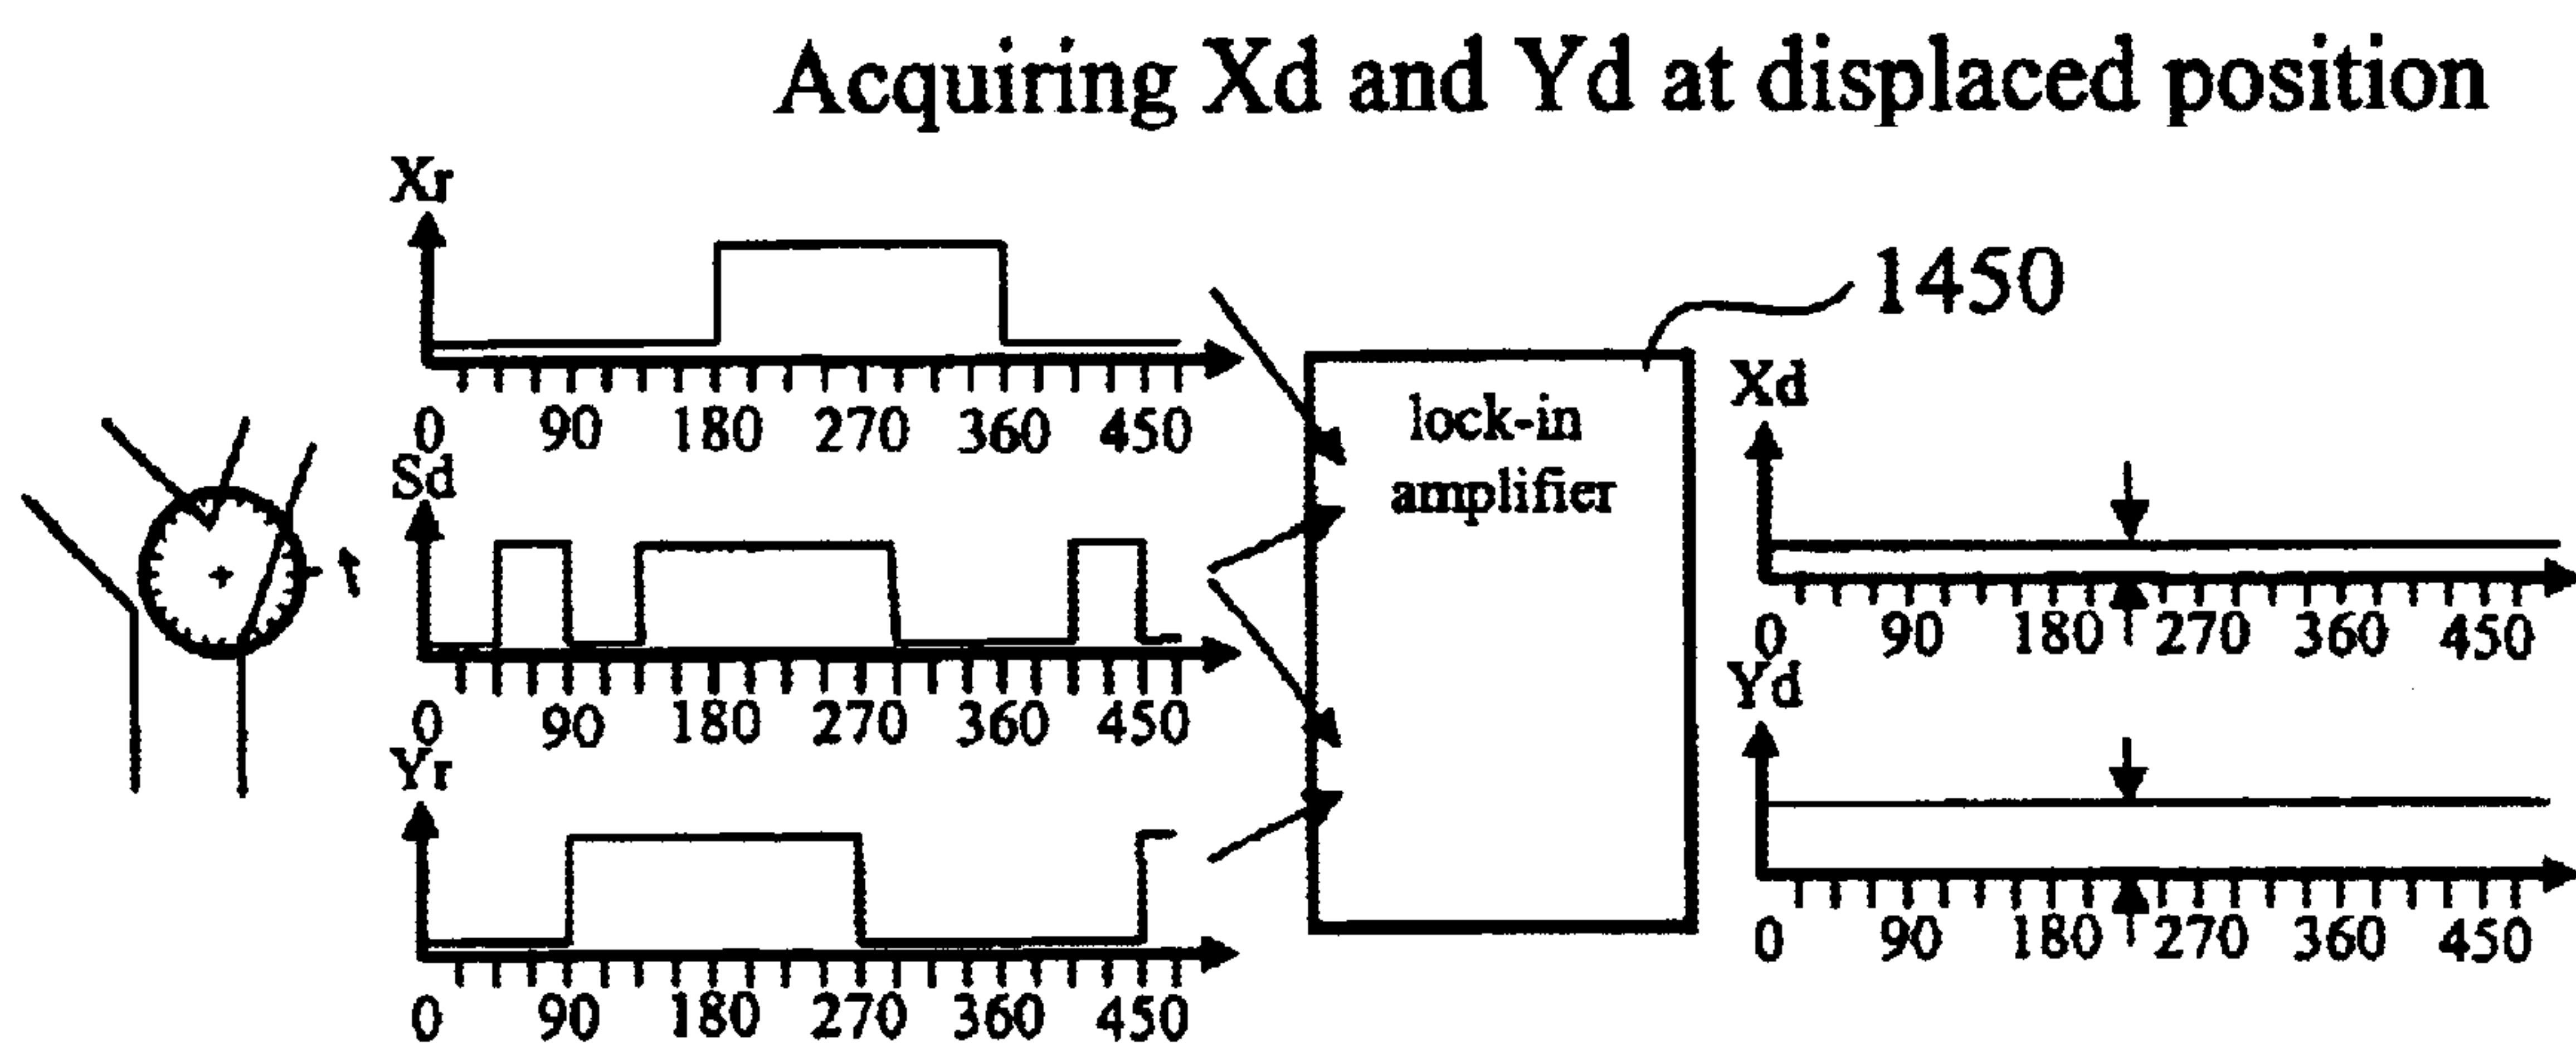 Acquiring Xd and Yd at displaced position
Xr
0 90 180 270 360 450
Sd
0 90 180 270 360 450
Yr
0 90 180 270 360 450
1450
lock-in
amplifier
Xd
0 90 180 270 360 450
Yd
0 90 180 270 360 450